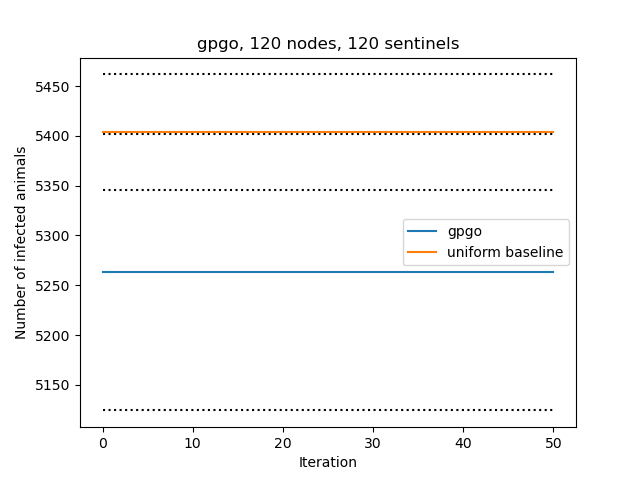 gpgo, 120 nodes, 120 sentinels
5450
5400
5350
5300
5250
5200
5150
Number of infected animals
gpgo
uniform baseline
0 10 20 30 40 50
Iteration